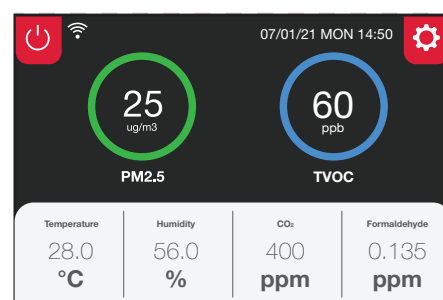 07/01/21 MON 14:50
25 60
ug/m3 ppb
PM2.5 TVOC
Temperature Humidity CO₂ Formaldehyde
28.0 56.0 400 0.135
°C % ppm ppm